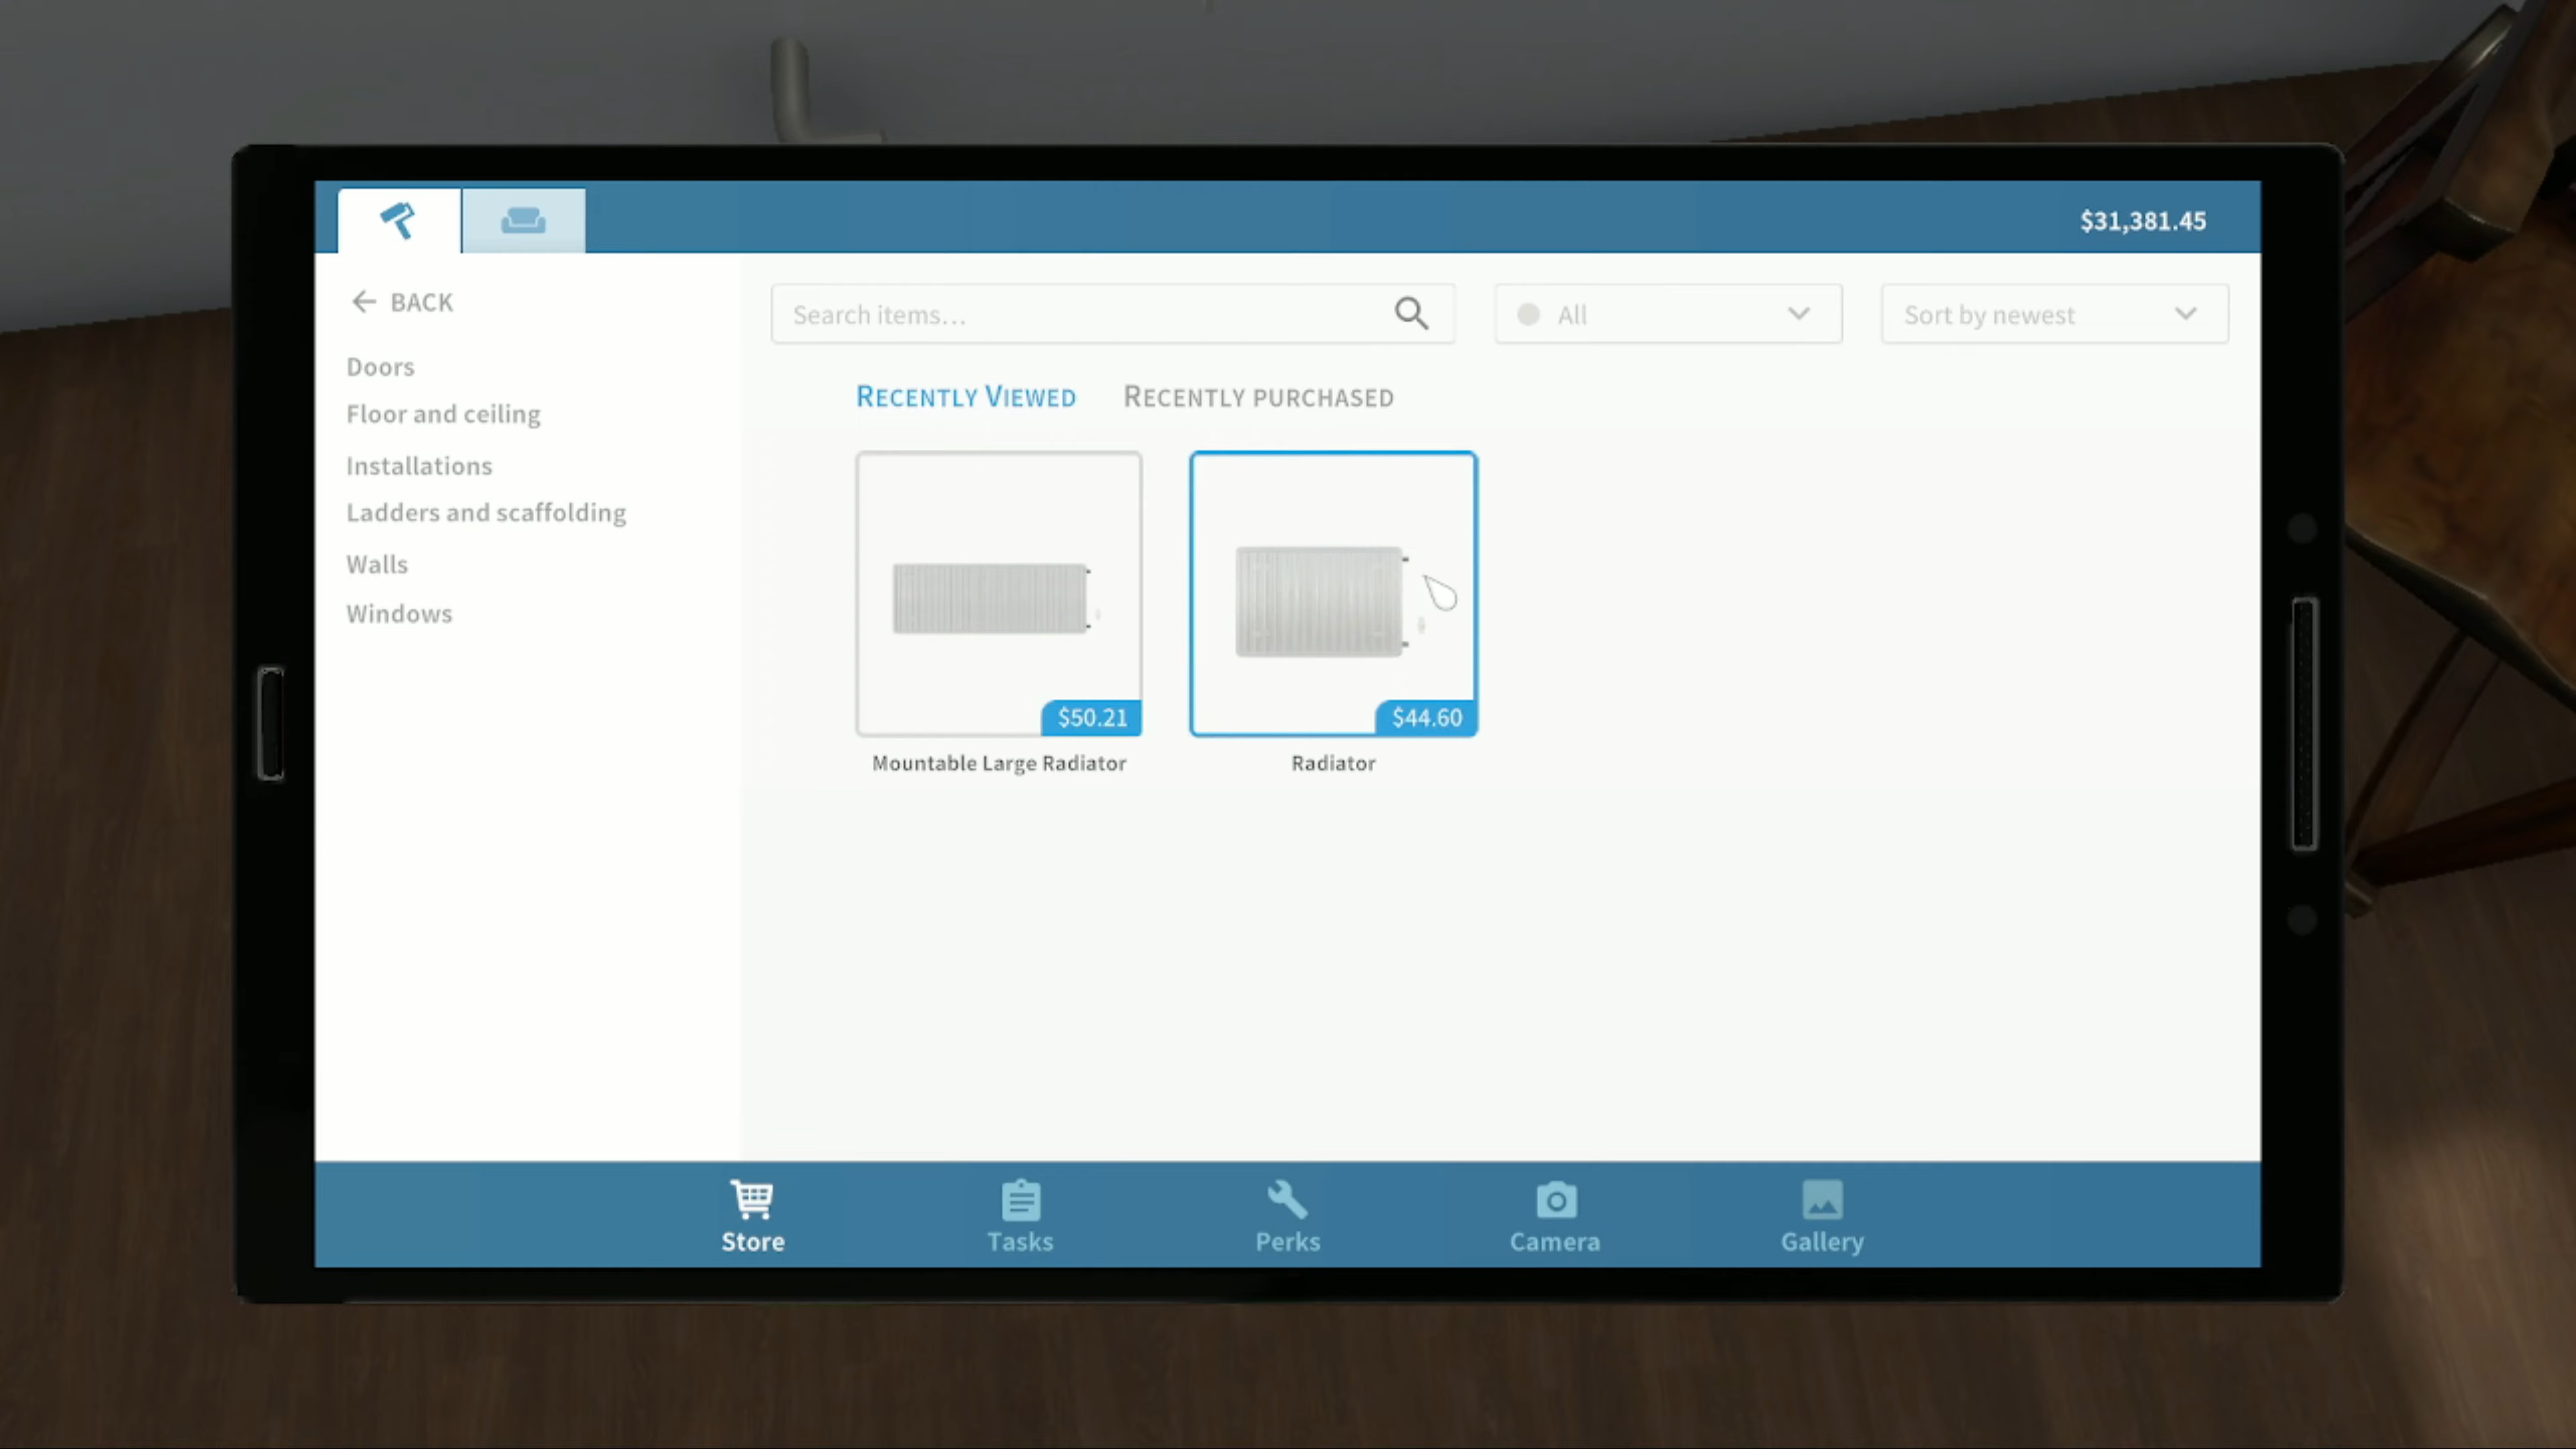 $31,381.45
BACK
Search items...
All
Sort by newest
Doors
Floor and ceiling
Installations
Ladders and scaffolding
Walls
Windows
RECENTLY VIEWED
RECENTLY PURCHASED
$50.21
$44.60
Mountable Large Radiator
Radiator
Store
Tasks
Perks
Camera
Gallery